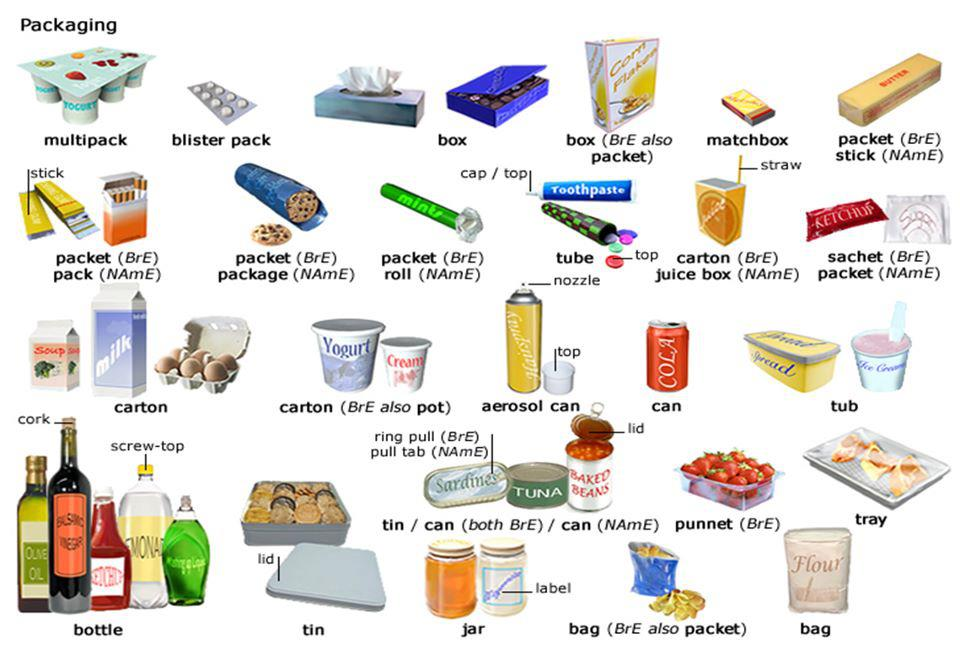 Packaging
YOGURT
Corn
Flakes
BUTTER
multipack
blister pack
box
box (BrE also
packet)
matchbox
packet (BrE)
stick (NAmE)
stick
cap / top
straw
mints
Toothpaste
juice
KETCHUP
top
packet (BrE)
pack (NAmE)
packet (BrE)
package (NAmE)
packet (BrE)
roll (NAmE)
tube
carton (BrE)
juice box (NAmE)
sachet (BrE)
packet (NAmE)
nozzle
Soup
milk
Yogurt
Cream
Hairspray
top
COLA
Spread
Spread
Ice Cream
carton
carton (BrE also pot)
aerosol can
can
tub
cork
screw-top
ring pull (BrE)
pull tab (NAmE)
lid
Sardines
TUNA
BAKED
BEANS
tin / can (both BrE) / can (NAmE)
punnet (BrE)
tray
OLIVE
OIL
BALSAMIC
VINEGAR
KETCHUP
LEMONAD
lid
label
Flour
bottle
tin
jar
bag (BrE also packet)
bag